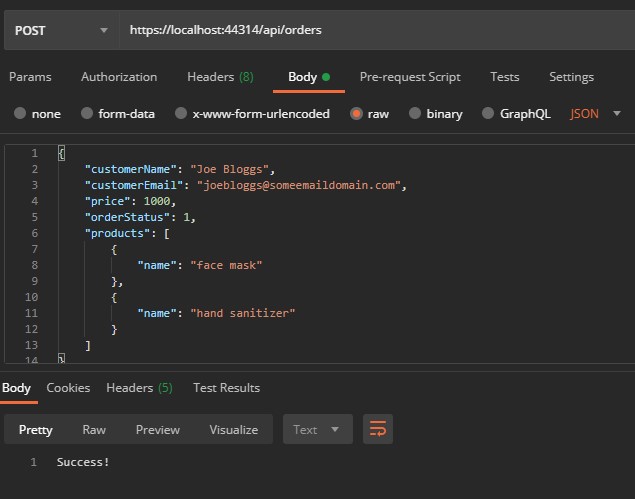 POST https://localhost:44314/api/orders
Params Authorization Headers (8) Body Pre-request Script Tests Settings
none form-data x-www-form-urlencoded raw binary GraphQL JSON
1 {
2 "customerName": "Joe Bloggs",
3 "customerEmail": "joebloggs@someemaildomain.com",
4 "price": 1000,
5 "orderStatus": 1,
6 "products": [
7 {
8 "name": "face mask"
9 },
10 {
11 "name": "hand sanitizer"
12 }
13 ]
14 }
Body Cookies Headers (5) Test Results
Pretty Raw Preview Visualize Text
1 Success!